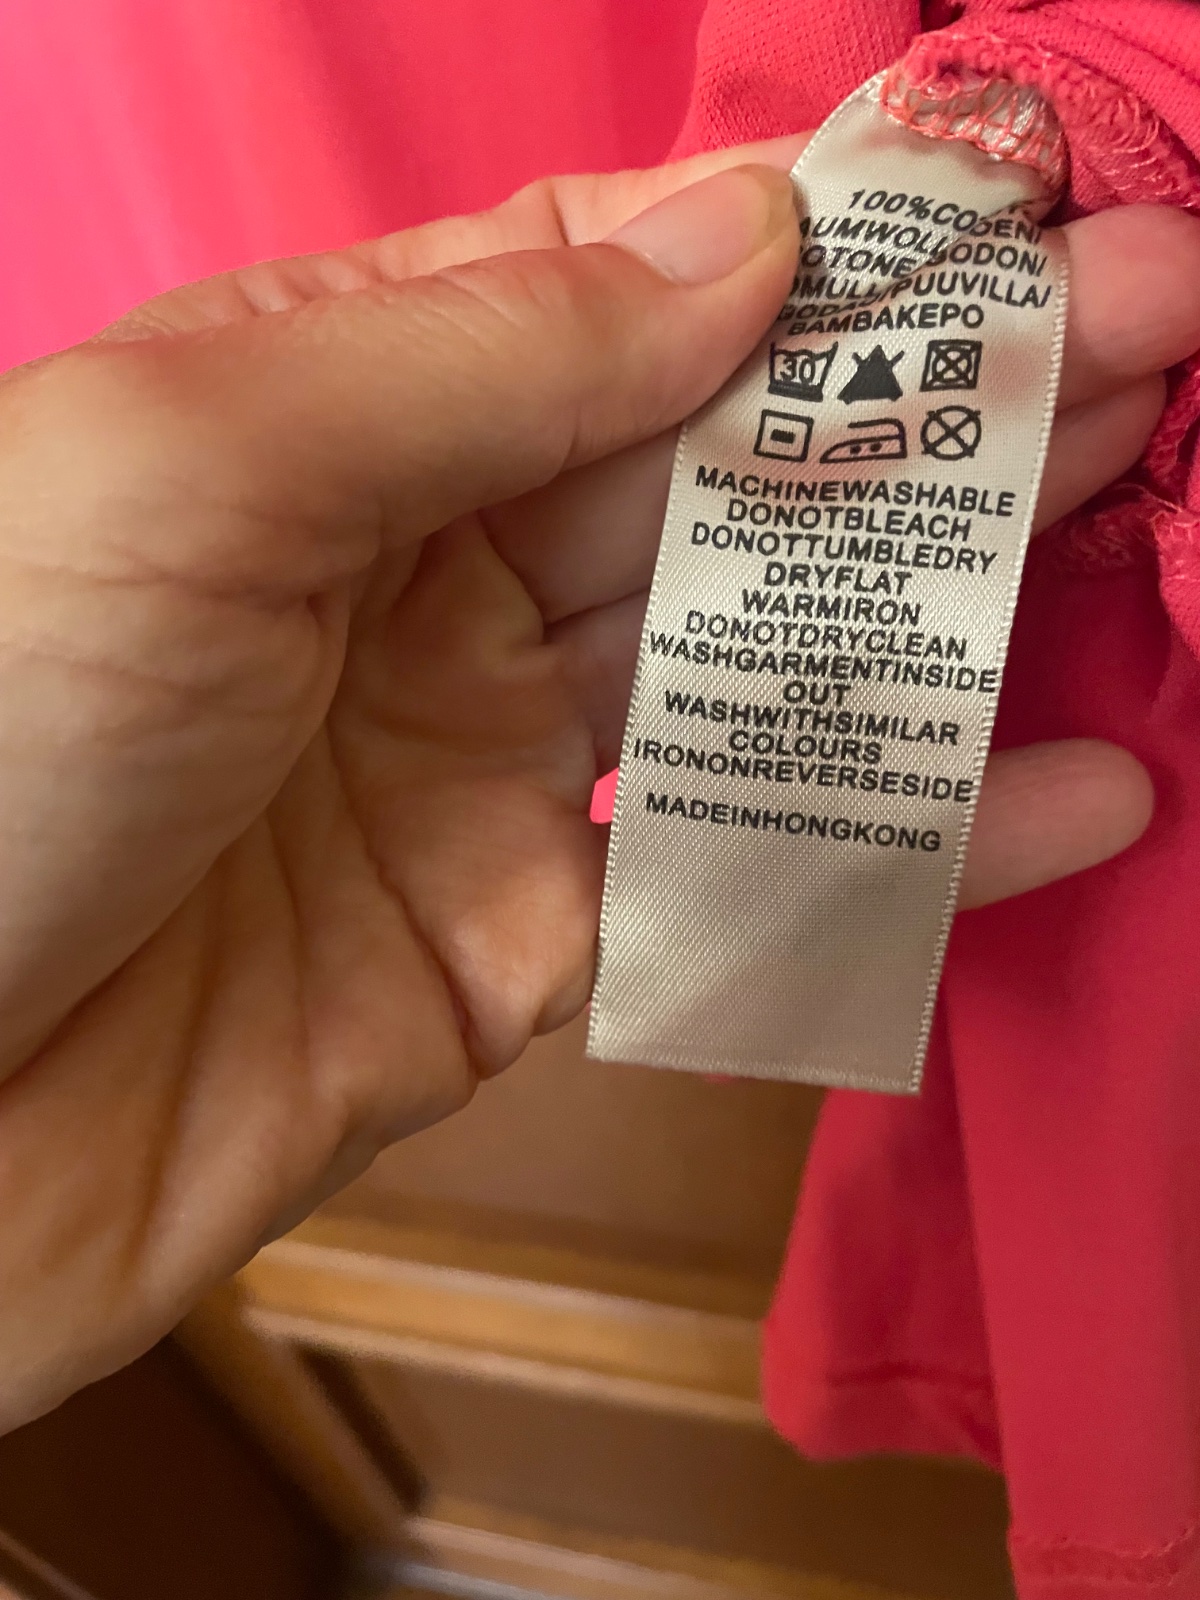 100%CO
BAMBAKEPO
30
MACHINEWASHABLE
DONOTBLEACH
DONOTTUMBLEDRY
DRYFLAT
WARMIRON
DONOTDRYCLEAN
WASHGARMENTINSIDE
OUT
WASHWITHSIMILAR
COLOURS
IRONONREVERSESIDE
MADEINHONGKONG